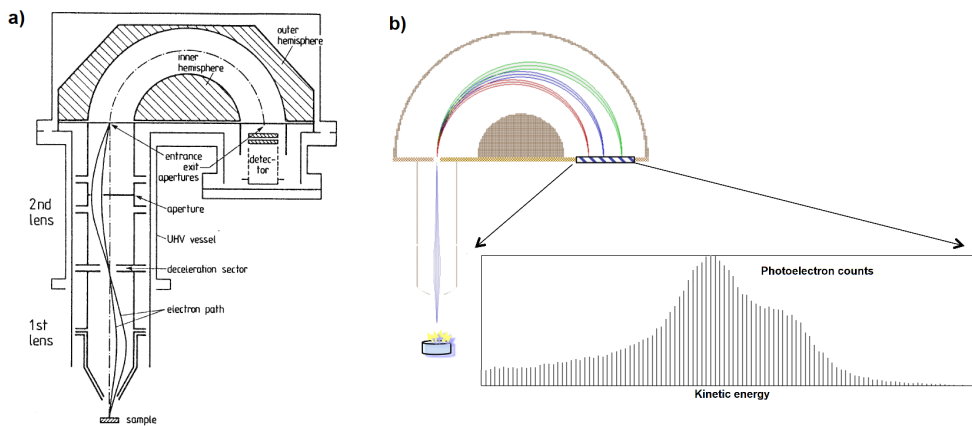 a)
outer
hemisphere
inner
hemisphere
entrance
exit
apertures
detec-
tor
2nd
lens
aperture
UHV vessel
deceleration sector
electron path
1st
lens
sample
b)
Photoelectron counts
Kinetic energy